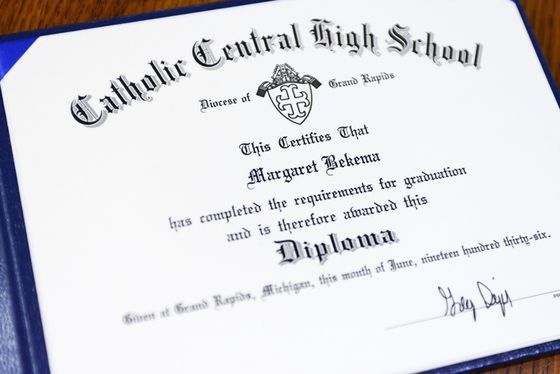 Catholic Central High School
Diocese of Grand Rapids
This Certifies That
Margaret Bekema
has completed the requirements for graduation
and is therefore awarded this
Diploma
Given at Grand Rapids, Michigan, this month of June, nineteen hundred thirty-six.